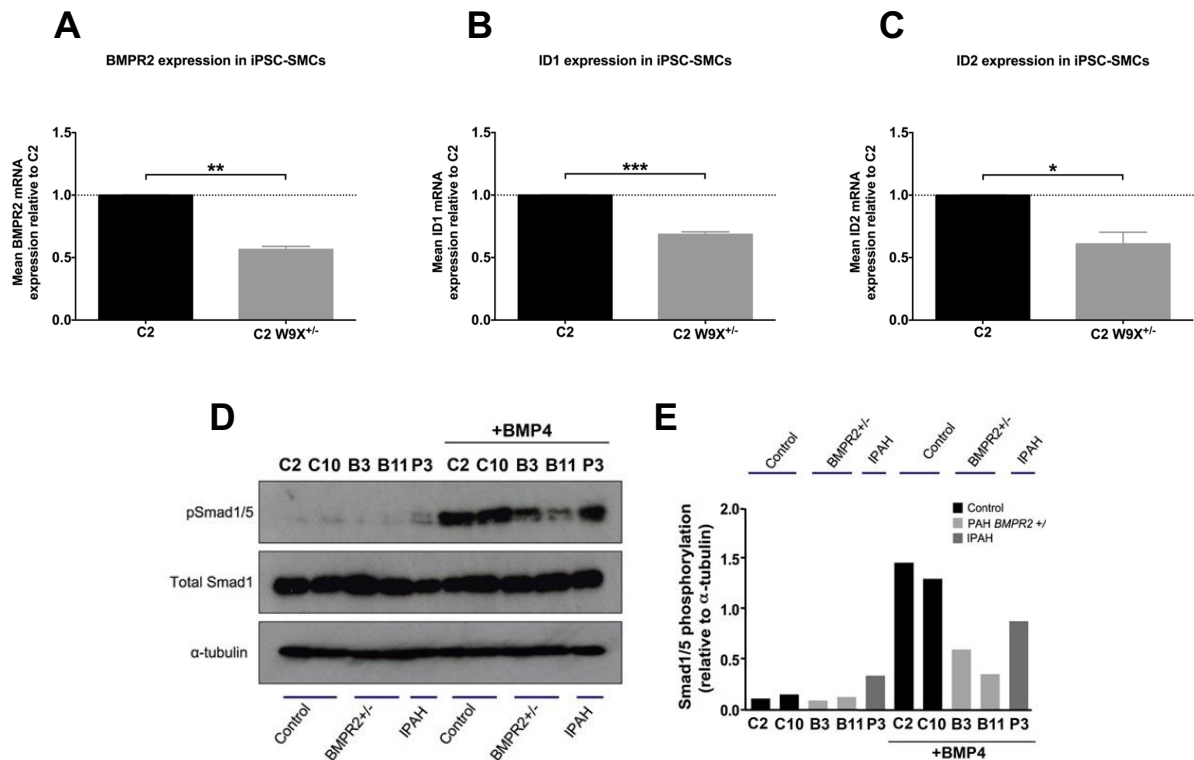 A
BMPR2 expression in iPSC-SMCs
Mean BMPR2 mRNA
expression relative to C2
1.5
1.0
0.5
0.0
**
C2
C2 W9X+/-
B
ID1 expression in iPSC-SMCs
Mean ID1 mRNA
expression relative to C2
1.5
1.0
0.5
0.0
***
C2
C2 W9X+/-
C
ID2 expression in iPSC-SMCs
Mean ID2 mRNA
expression relative to C2
1.5
1.0
0.5
0.0
*
C2
C2 W9X+/-
D
+BMP4
C2 C10 B3 B11 P3 C2 C10 B3 B11 P3
pSmad1/5
Total Smad1
α-tubulin
Control
BMPR2+/-
IPAH
Control
BMPR2+/-
IPAH
E
Control
BMPR2+/-
IPAH
Control
BMPR2+/-
IPAH
Smad1/5 phosphorylation
(relative to α-tubulin)
2.0
1.5
1.0
0.5
0.0
Control
PAH BMPR2 +/
IPAH
C2 C10 B3 B11 P3 C2 C10 B3 B11 P3
+BMP4